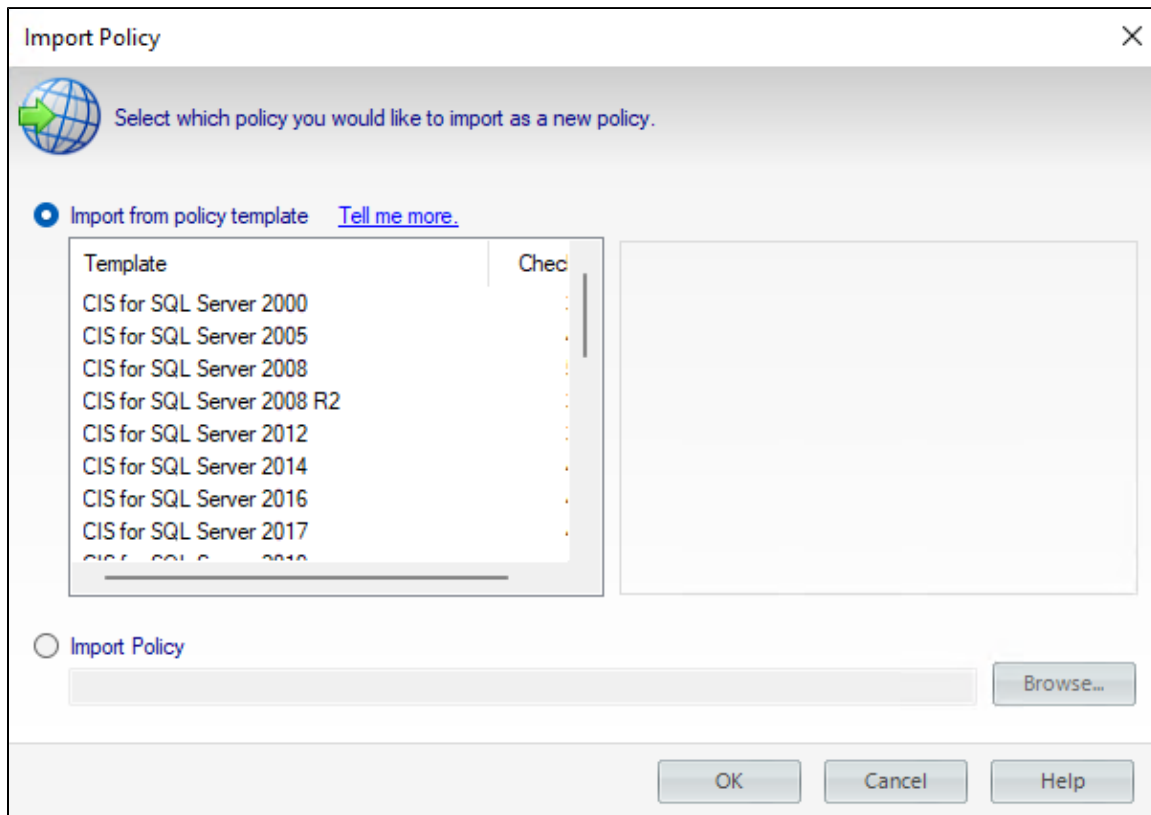 Import Policy
Select which policy you would like to import as a new policy.
Import from policy template Tell me more.
Template Chec
CIS for SQL Server 2000
CIS for SQL Server 2005
CIS for SQL Server 2008
CIS for SQL Server 2008 R2
CIS for SQL Server 2012
CIS for SQL Server 2014
CIS for SQL Server 2016
CIS for SQL Server 2017
Import Policy
Browse...
OK Cancel Help